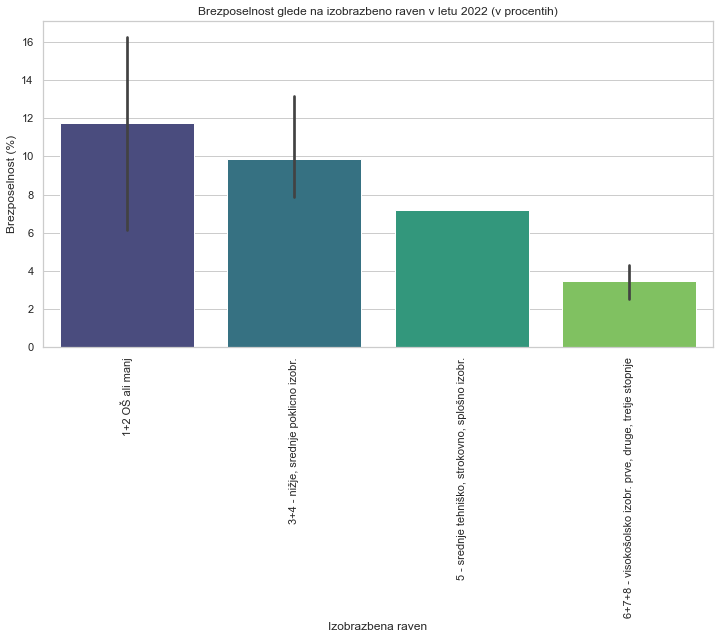 Brezposelnost glede na izobrazbeno raven v letu 2022 (v procentih)
Brezposelnost (%)
16
14
12
10
8
6
4
2
0
1+2 OŠ ali manj
3+4 - nižje, srednje poklicno izobr.
5 - srednje tehniško, strokovno, splošno izobr.
6+7+8 - visokošolsko izobr. prve, druge, tretje stopnje
Izobrazbena raven